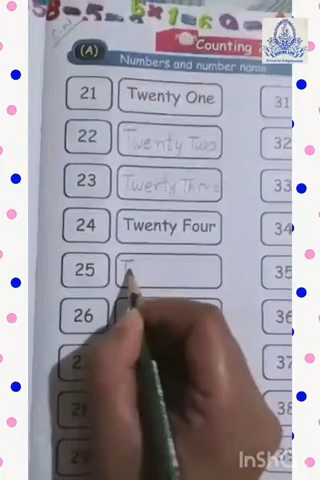 (A)
Counting
Numbers and number name
21 Twenty One 31
22 Twenty Two 32
23 Twenty Three 33
24 Twenty Four 34
25 T 35
26 36
37
38
InSho